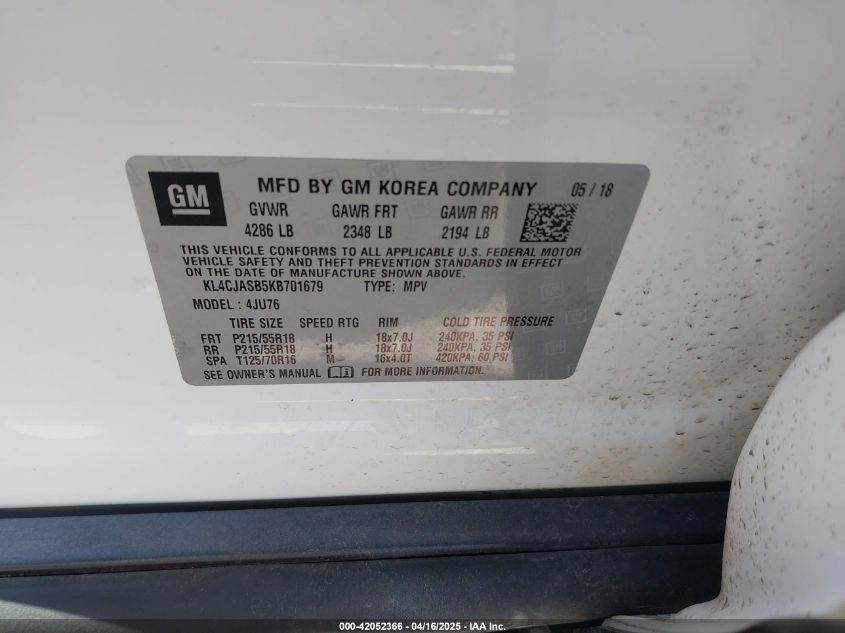 GM
MFD BY GM KOREA COMPANY 05 / 18
GVWR GAWR FRT GAWR RR
4286 LB 2348 LB 2194 LB
THIS VEHICLE CONFORMS TO ALL APPLICABLE U.S. FEDERAL MOTOR
VEHICLE SAFETY AND THEFT PREVENTION STANDARDS IN EFFECT
ON THE DATE OF MANUFACTURE SHOWN ABOVE.
KL4CJASB5KB701679 TYPE: MPV
MODEL : 4JU76
TIRE SIZE SPEED RTG RIM COLD TIRE PRESSURE
FRT P215/55R18 H 18x7.0J 240KPA, 35 PSI
RR P215/55R18 H 18x7.0J 240KPA, 35 PSI
SPA T125/70R16 M 16x4.0T 420KPA, 60 PSI
SEE OWNER'S MANUAL FOR MORE INFORMATION.
000-42052366 - 04/16/2025 - IAA Inc.